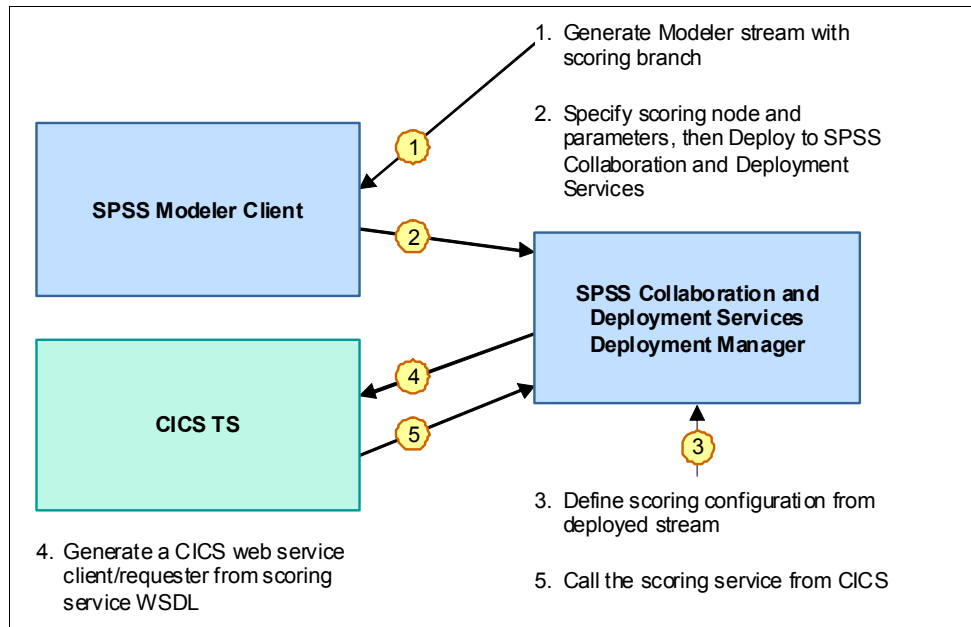 1. Generate Modeler stream with
scoring branch
2. Specify scoring node and
parameters, then Deploy to SPSS
Collaboration and Deployment
Services
1
SPSS Modeler Client
2
SPSS Collaboration and
Deployment Services
Deployment Manager
4
CICS TS
5
3
3. Define scoring configuration from
deployed stream
4. Generate a CICS web service
client/requester from scoring
service WSDL
5. Call the scoring service from CICS